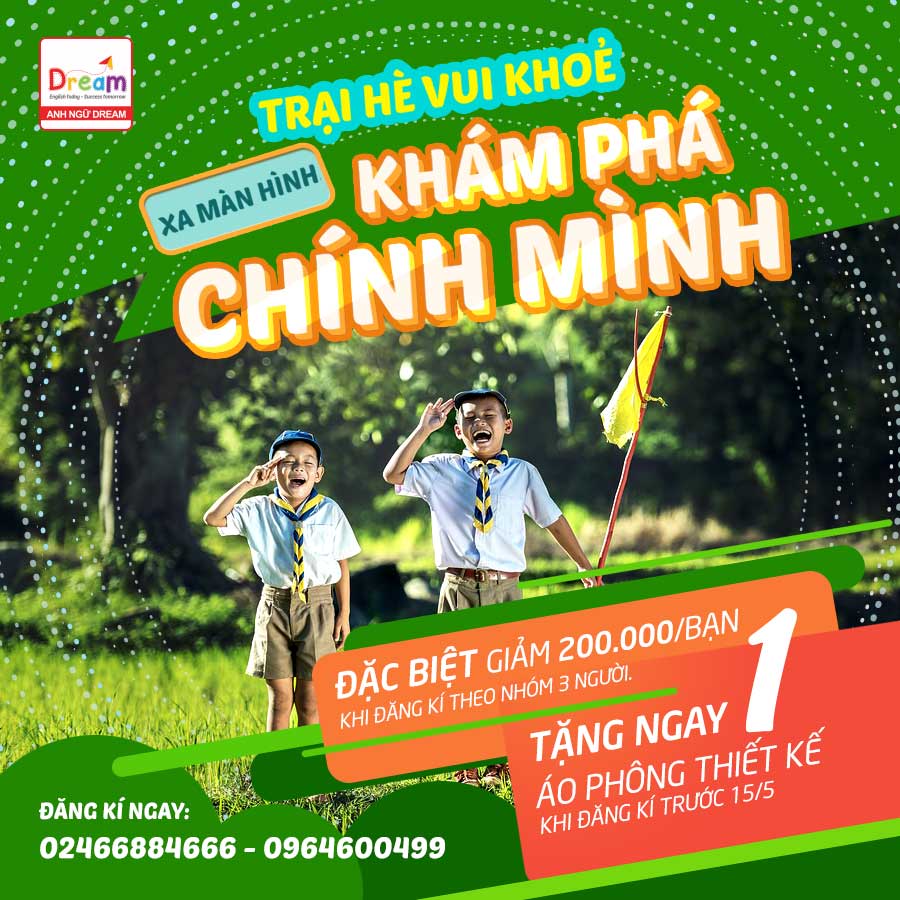 Dream
English Today - Success Tomorrow
ANH NGỮ DREAM
TRẠI HÈ VUI KHOẺ
XA MÀN HÌNH
KHÁM PHÁ
CHÍNH MÌNH
ĐẶC BIỆT GIẢM 200.000/BẠN
KHI ĐĂNG KÍ THEO NHÓM 3 NGƯỜI.
TẶNG NGAY 1
ÁO PHÔNG THIẾT KẾ
KHI ĐĂNG KÍ TRƯỚC 15/5
ĐĂNG KÍ NGAY:
02466884666 - 0964600499